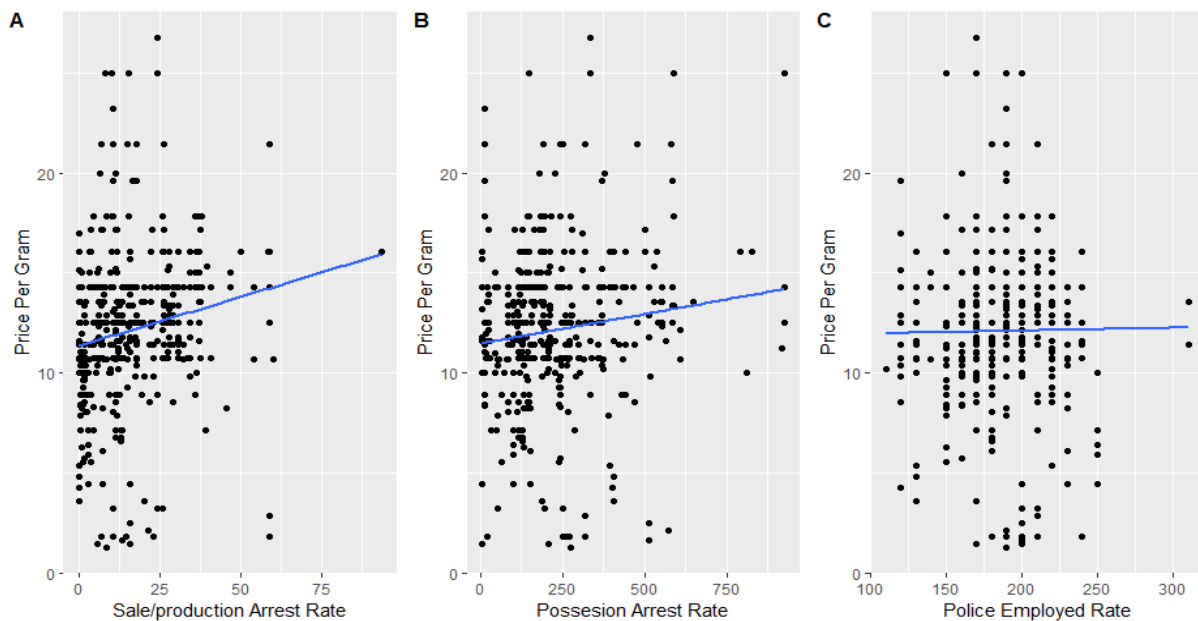 A
B
C
Price Per Gram
20
10
0
0
25
50
75
Sale/production Arrest Rate
Price Per Gram
20
10
0
0
250
500
750
Possesion Arrest Rate
Price Per Gram
20
10
0
100
150
200
250
300
Police Employed Rate